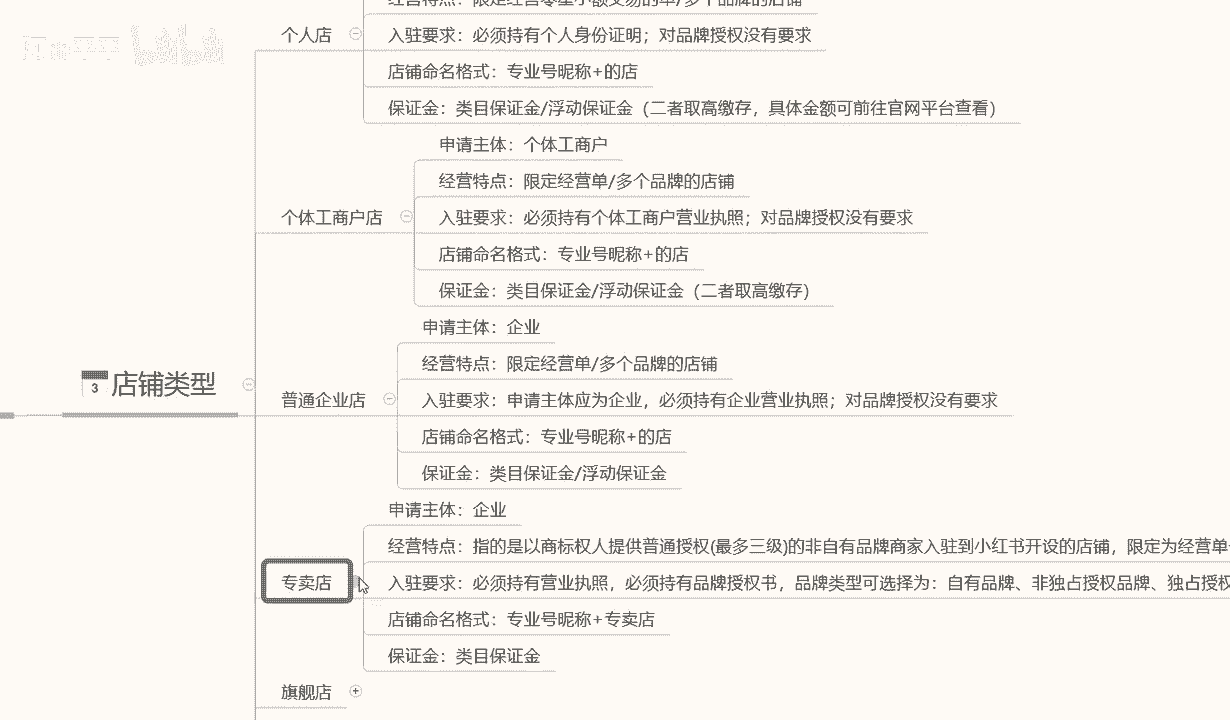 经营特点：限定经营零星小额交易的单/多个品牌的店铺
个人店
入驻要求：必须持有个人身份证明；对品牌授权没有要求
店铺命名格式：专业号昵称+的店
保证金：类目保证金/浮动保证金（二者取高缴存，具体金额可前往官网平台查看）
申请主体：个体工商户
经营特点：限定经营单/多个品牌的店铺
个体工商户店
入驻要求：必须持有个体工商户营业执照；对品牌授权没有要求
店铺命名格式：专业号昵称+的店
保证金：类目保证金/浮动保证金（二者取高缴存）
申请主体：企业
经营特点：限定经营单/多个品牌的店铺
3 店铺类型
普通企业店
入驻要求：申请主体应为企业，必须持有企业营业执照；对品牌授权没有要求
店铺命名格式：专业号昵称+的店
保证金：类目保证金/浮动保证金
申请主体：企业
经营特点：指的是以商标权人提供普通授权(最多三级)的非自有品牌商家入驻到小红书开设的店铺，限定为经营单
专卖店
入驻要求：必须持有营业执照，必须持有品牌授权书，品牌类型可选择为：自有品牌、非独占授权品牌、独占授权
店铺命名格式：专业号昵称+专卖店
保证金：类目保证金
旗舰店